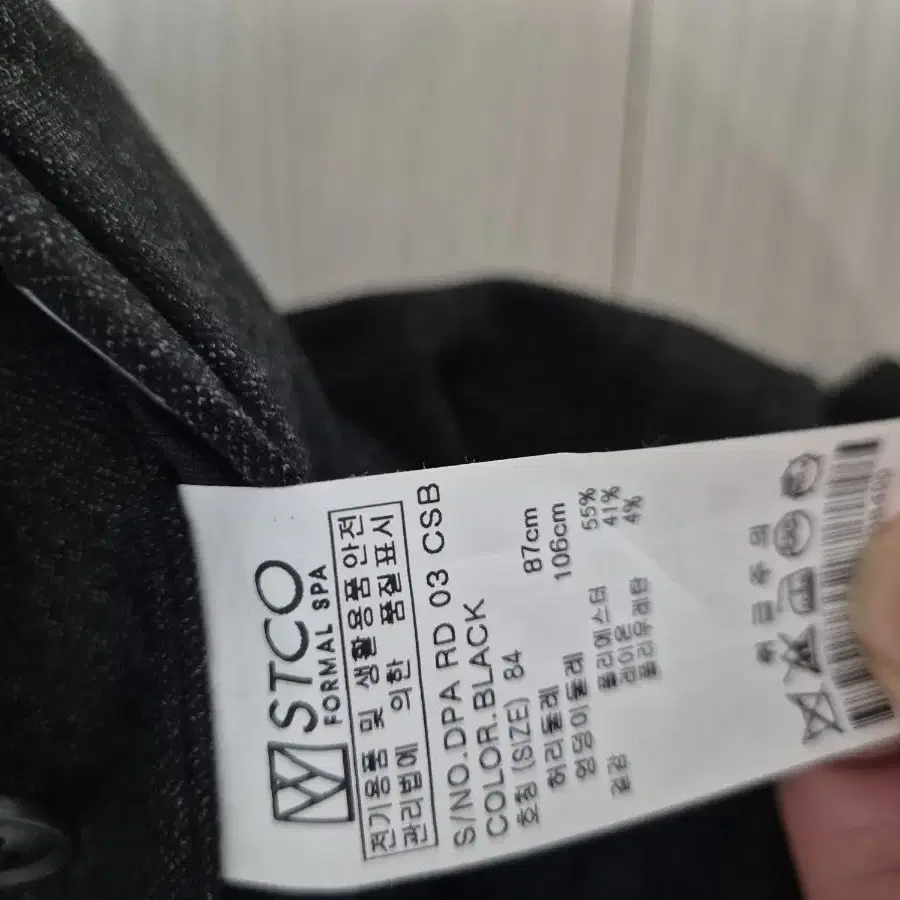 STCO
FORMAL SPA
전기용품 및 생활용품안전
관리법에 의한 품질표시
S/NO.DPA RD 03 CSB
COLOR.BLACK
호칭 (SIZE) 84
허리둘레 87cm
엉덩이둘레 106cm
겉감 폴리에스터 55%
레이온 41%
폴리우레탄 4%
취급주의